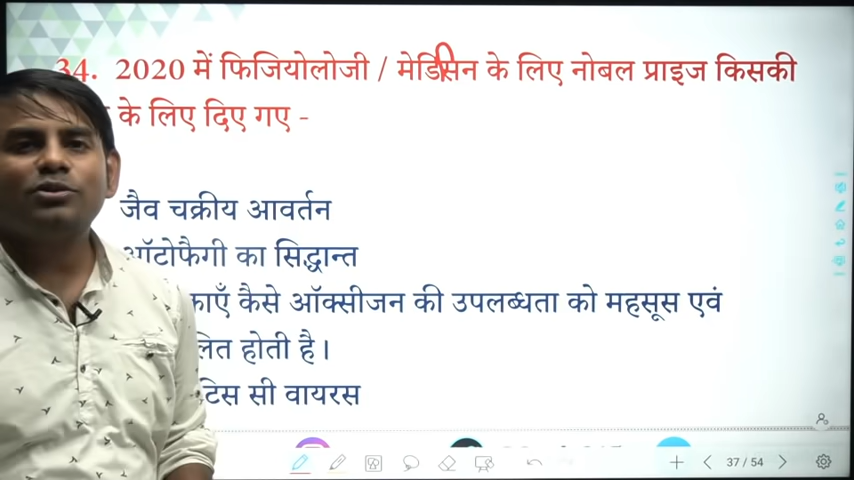 34. 2020 में फिजियोलोजी / मेडिसिन के लिए नोबल प्राइज किसकी
के लिए दिए गए -
जैव चक्रीय आवर्तन
ऑटोफैगी का सिद्धान्त
कैसे ऑक्सीजन की उपलब्धता को महसूस एवं
होती है।
सी वायरस
37 / 54